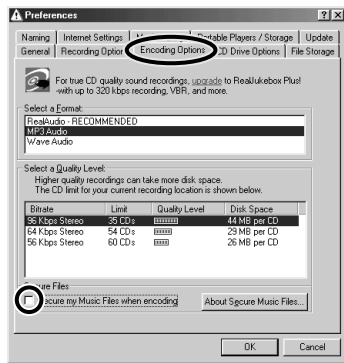 Preferences
Naming Internet Settings Portable Players / Storage Update
General Recording Option Encoding Options CD Drive Options File Storage
For true CD quality sound recordings, upgrade to RealJukebox Plus!
-with up to 320 kbps recording, VBR, and more.
Select a Format:
RealAudio - RECOMMENDED
MP3 Audio
Wave Audio
Select a Quality Level:
Higher quality recordings can take more disk space.
The CD limit for your current recording location is shown below.
Bitrate Limit Quality Level Disk Space
96 Kbps Stereo 35 CDs 44 MB per CD
64 Kbps Stereo 54 CDs 29 MB per CD
56 Kbps Stereo 60 CDs 26 MB per CD
Secure Files
Secure my Music Files when encoding About Secure Music Files...
OK Cancel